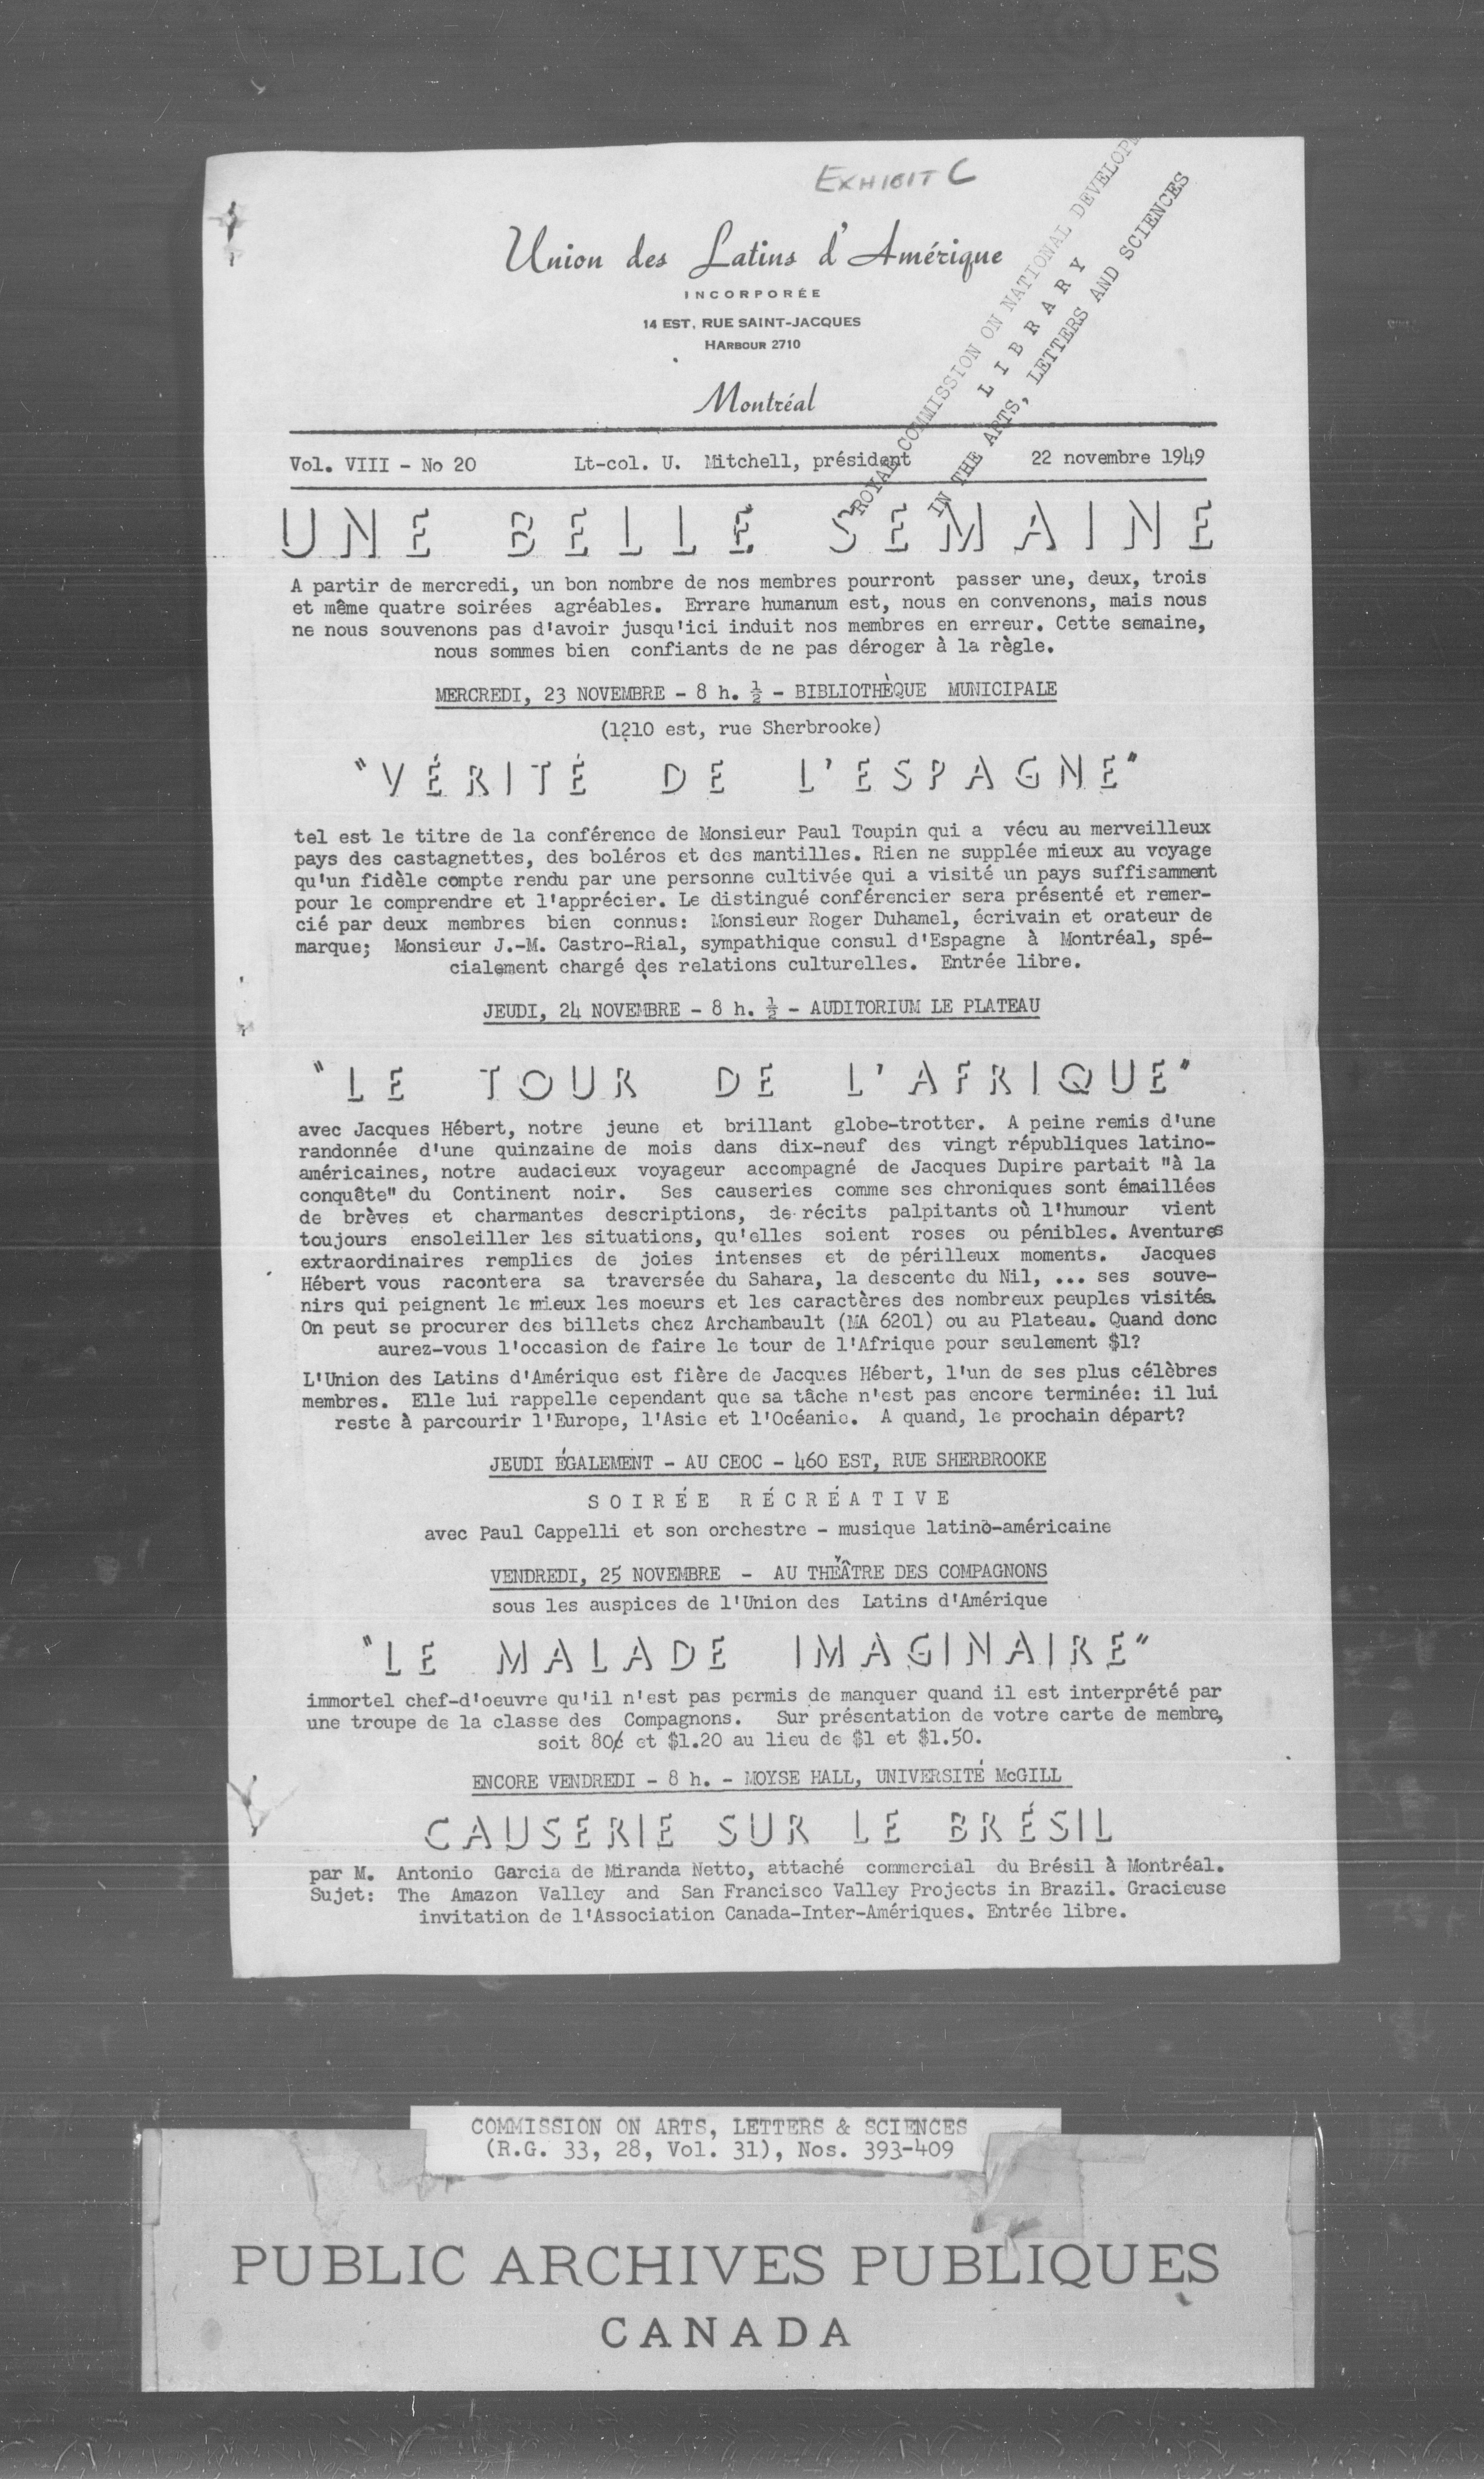 EXHIBIT C
ROYAL COMMISSION ON NATIONAL
LIBRARY
IN THE ARTS, LETTERS AND SCIENCES
Union des Latins d'Amérique
INCORPORÉE
14 EST, RUE SAINT-JACQUES
HARBOUR 2710
Montréal
Vol. VIII - No 20 Lt-col. U. Mitchell, président 22 novembre 1949
UNE BELLE SEMAINE
A partir de mercredi, un bon nombre de nos membres pourront passer une, deux, trois
et même quatre soirées agréables. Errare humanum est, nous en convenons, mais nous
ne nous souvenons pas d'avoir jusqu'ici induit nos membres en erreur. Cette semaine,
nous sommes bien confiants de ne pas déroger à la règle.
MERCREDI, 23 NOVEMBRE - 8 h. ½ - BIBLIOTHÈQUE MUNICIPALE
(1210 est, rue Sherbrooke)
"VÉRITÉ DE L'ESPAGNE"
tel est le titre de la conférence de Monsieur Paul Toupin qui a vécu au merveilleux
pays des castagnettes, des boléros et des mantilles. Rien ne supplée mieux au voyage
qu'un fidèle compte rendu par une personne cultivée qui a visité un pays suffisamment
pour le comprendre et l'apprécier. Le distingué conférencier sera présenté et remer-
cié par deux membres bien connus: Monsieur Roger Duhamel, écrivain et orateur de
marque; Monsieur J.-M. Castro-Rial, sympathique consul d'Espagne à Montréal, spé-
cialement chargé des relations culturelles. Entrée libre.
JEUDI, 24 NOVEMBRE - 8 h. ½ - AUDITORIUM LE PLATEAU
"LE TOUR DE L'AFRIQUE"
avec Jacques Hébert, notre jeune et brillant globe-trotter. A peine remis d'une
randonnée d'une quinzaine de mois dans dix-neuf des vingt républiques latino-
américaines, notre audacieux voyageur accompagné de Jacques Dupire partait "à la
conquête" du Continent noir. Ses causeries comme ses chroniques sont émaillées
de brèves et charmantes descriptions, de récits palpitants où l'humour vient
toujours ensoleiller les situations, qu'elles soient roses ou pénibles. Aventures
extraordinaires remplies de joies intenses et de périlleux moments. Jacques
Hébert vous racontera sa traversée du Sahara, la descente du Nil, ... ses souve-
nirs qui peignent le mieux les moeurs et les caractères des nombreux peuples visités.
On peut se procurer des billets chez Archambault (MA 6201) ou au Plateau. Quand donc
aurez-vous l'occasion de faire le tour de l'Afrique pour seulement $1?
L'Union des Latins d'Amérique est fière de Jacques Hébert, l'un de ses plus célèbres
membres. Elle lui rappelle cependant que sa tâche n'est pas encore terminée: il lui
reste à parcourir l'Europe, l'Asie et l'Océanie. A quand, le prochain départ?
JEUDI ÉGALEMENT - AU CEOC - 460 EST, RUE SHERBROOKE
SOIRÉE RÉCRÉATIVE
avec Paul Cappelli et son orchestre - musique latino-américaine
VENDREDI, 25 NOVEMBRE - AU THÉÂTRE DES COMPAGNONS
sous les auspices de l'Union des Latins d'Amérique
"LE MALADE IMAGINAIRE"
immortel chef-d'oeuvre qu'il n'est pas permis de manquer quand il est interprété par
une troupe de la classe des Compagnons. Sur présentation de votre carte de membre,
soit 80¢ et $1.20 au lieu de $1 et $1.50.
ENCORE VENDREDI - 8 h. - MOYSE HALL, UNIVERSITÉ McGILL
CAUSERIE SUR LE BRÉSIL
par M. Antonio Garcia de Miranda Netto, attaché commercial du Brésil à Montréal.
Sujet: The Amazon Valley and San Francisco Valley Projects in Brazil. Gracieuse
invitation de l'Association Canada-Inter-Amériques. Entrée libre.
COMMISSION ON ARTS, LETTERS & SCIENCES
(R.G. 33, 28, Vol. 31), Nos. 393-409
PUBLIC ARCHIVES PUBLIQUES
CANADA